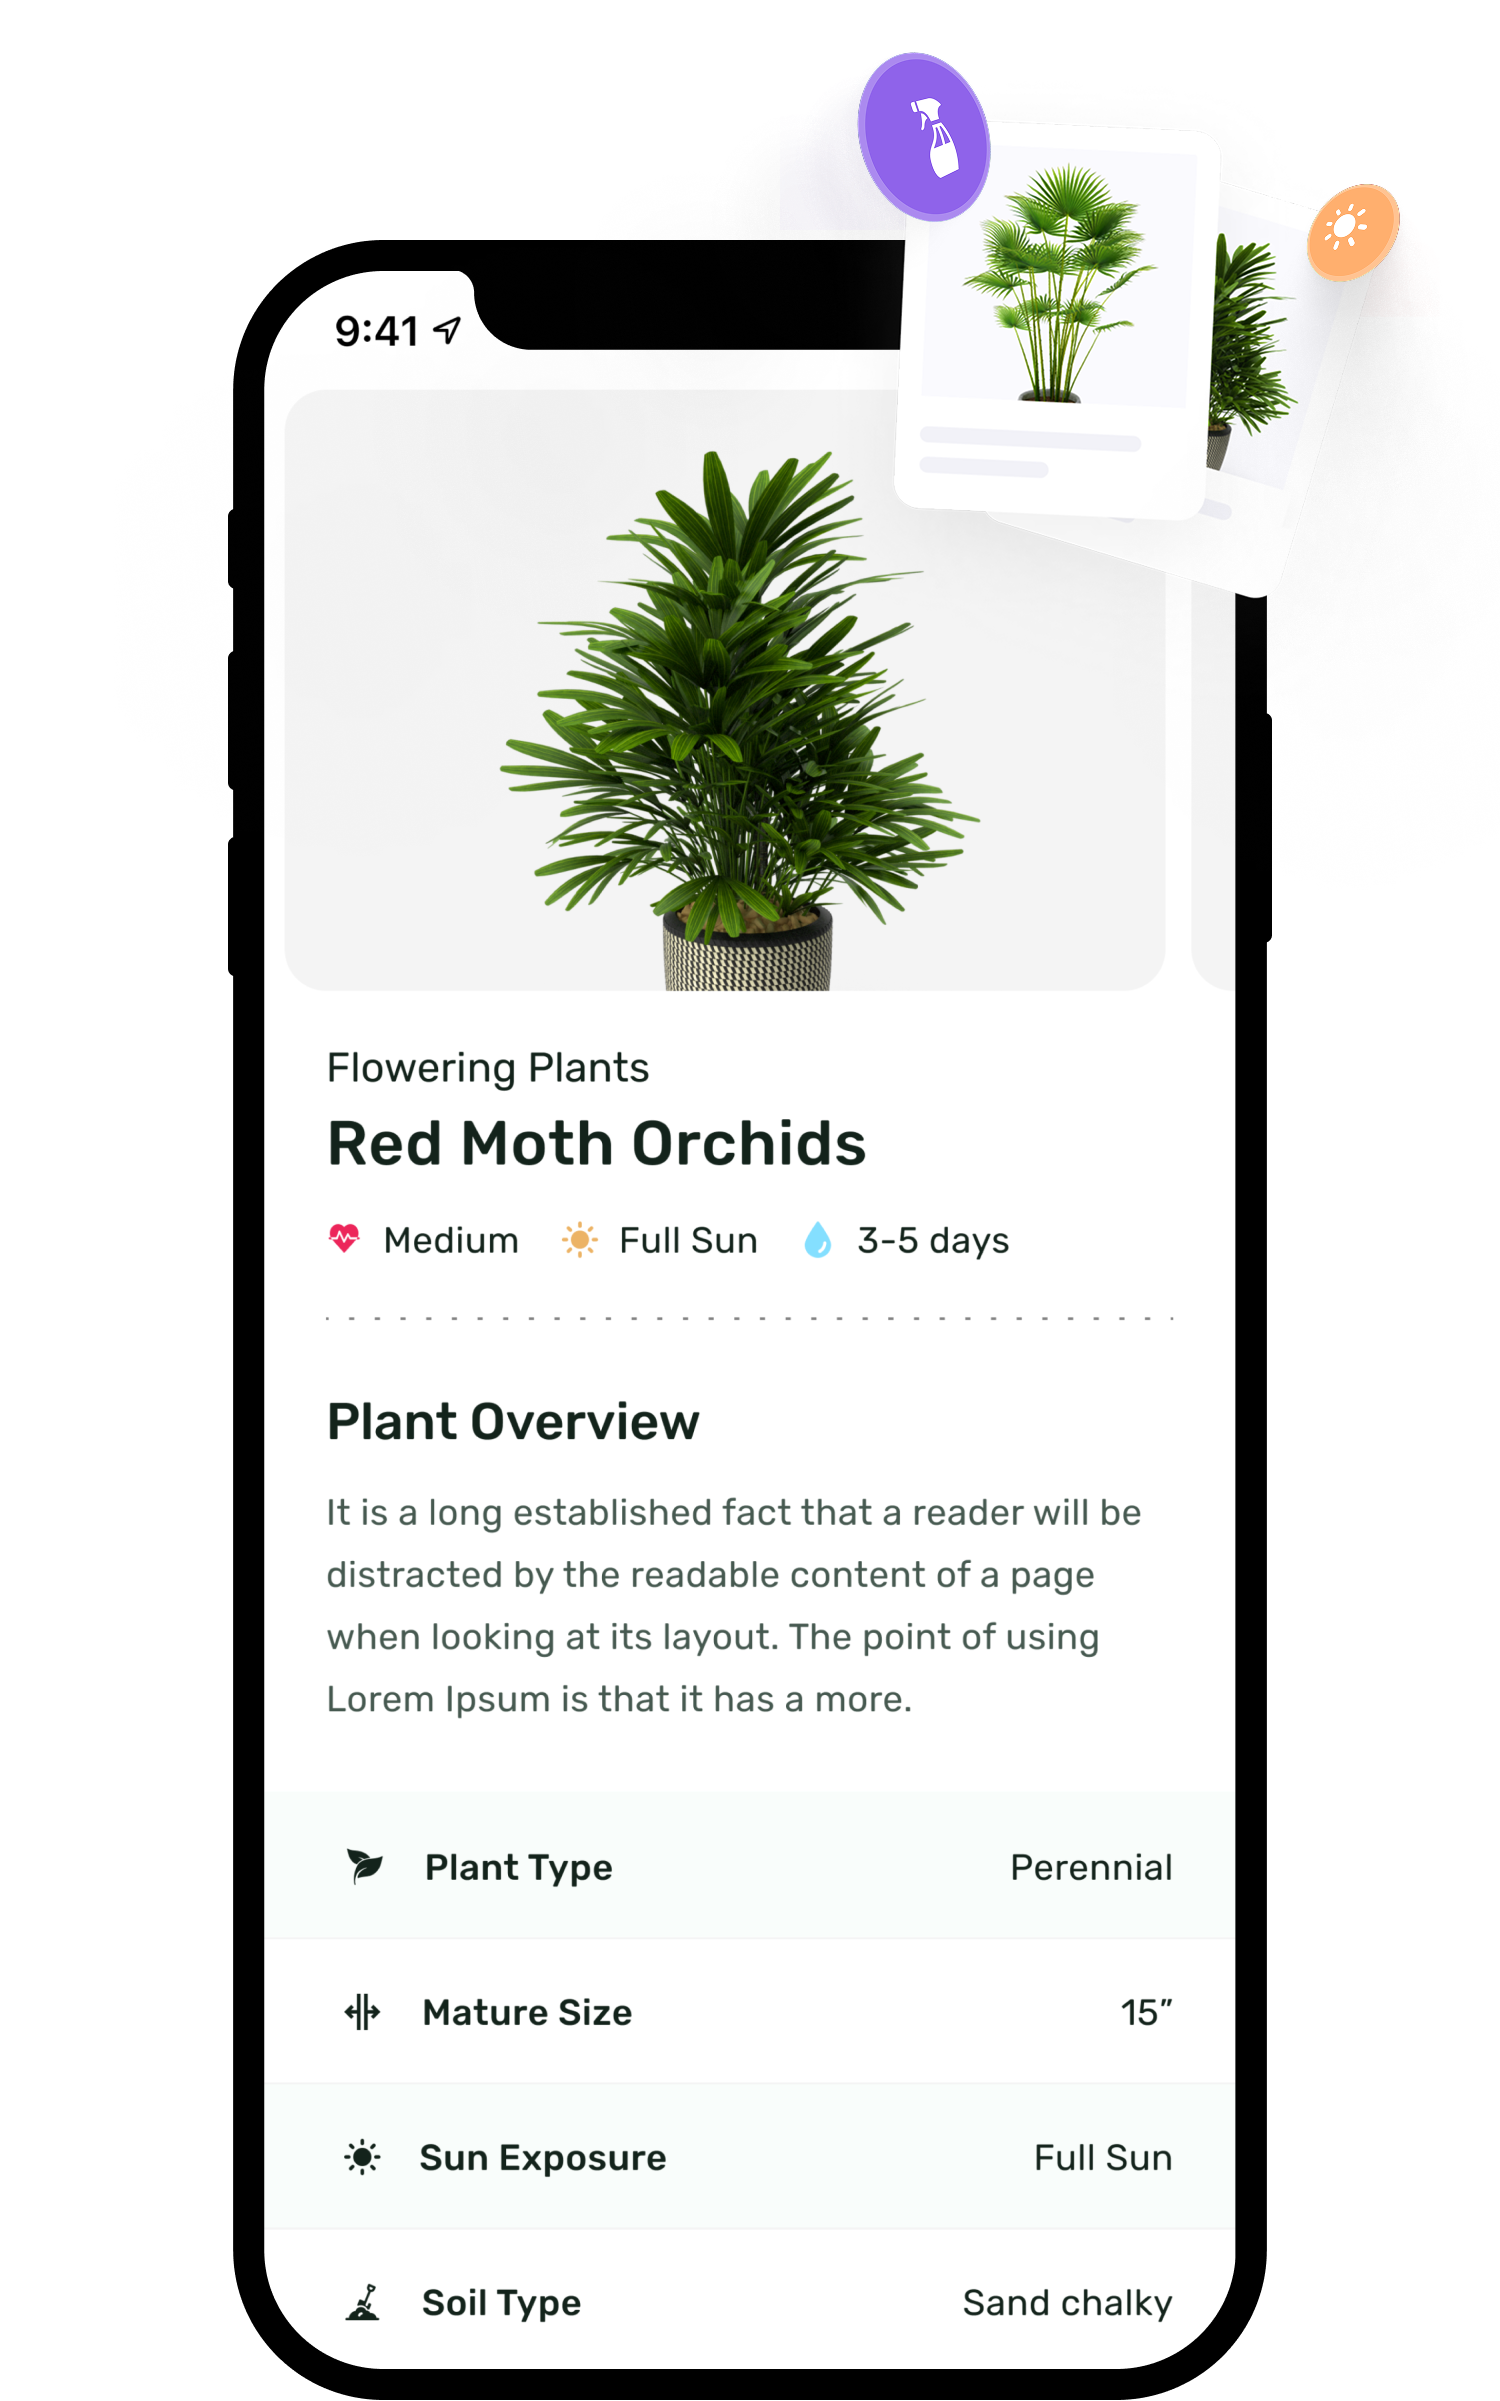 9:41
Flowering Plants
Red Moth Orchids
Medium Full Sun 3-5 days
Plant Overview
It is a long established fact that a reader will be
distracted by the readable content of a page
when looking at its layout. The point of using
Lorem Ipsum is that it has a more.
Plant Type Perennial
Mature Size 15”
Sun Exposure Full Sun
Soil Type Sand chalky